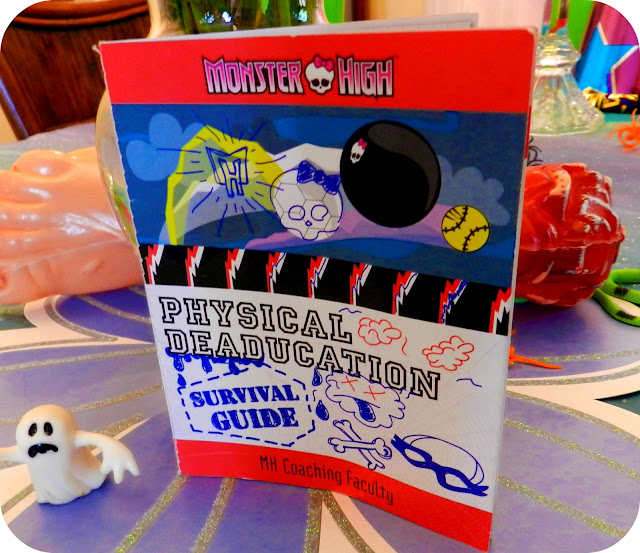 MONSTER HIGH
PHYSICAL
DEADUCATION
SURVIVAL
GUIDE
MH Coaching Faculty